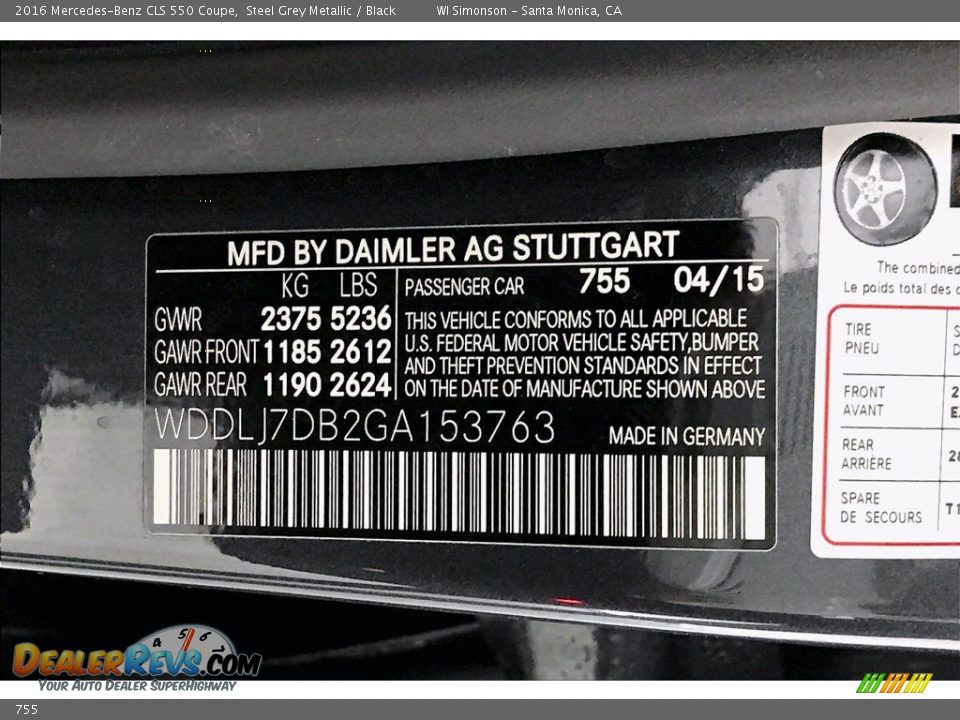 2016 Mercedes-Benz CLS 550 Coupe, Steel Grey Metallic / Black WI Simonson - Santa Monica, CA
MFD BY DAIMLER AG STUTTGART
KG LBS PASSENGER CAR 755 04/15
GVWR 2375 5236
GAWR FRONT 1185 2612
GAWR REAR 1190 2624
THIS VEHICLE CONFORMS TO ALL APPLICABLE
U.S. FEDERAL MOTOR VEHICLE SAFETY,BUMPER
AND THEFT PREVENTION STANDARDS IN EFFECT
ON THE DATE OF MANUFACTURE SHOWN ABOVE
WDDLJ7DB2GA153763
MADE IN GERMANY
The combined
Le poids total des
TIRE
PNEU
FRONT
AVANT
REAR
ARRIÈRE
SPARE
DE SECOURS
4 5 6
DEALERREVS.COM
YOUR AUTO DEALER SUPERHIGHWAY
755